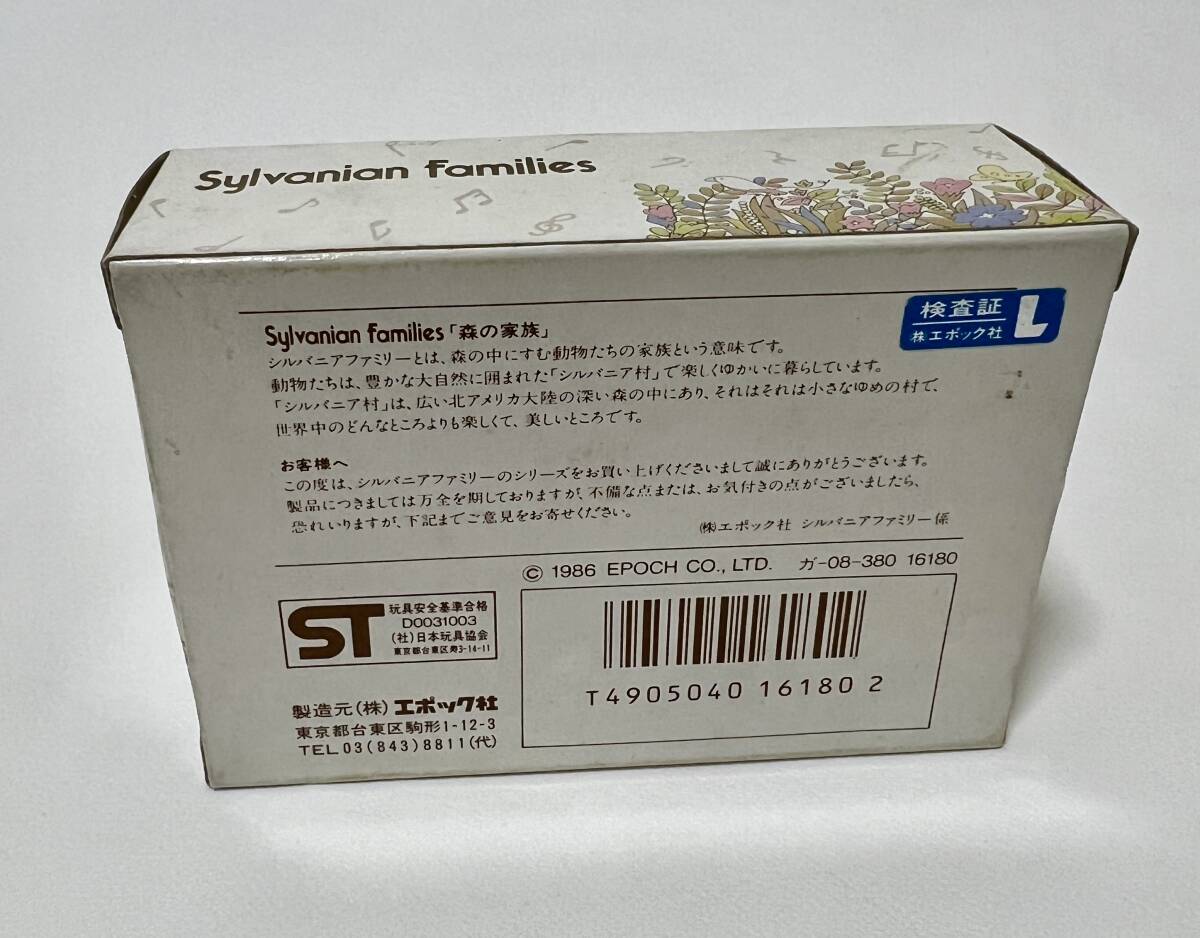 Sylvanian Families
検査証
株エポック社
L
Sylvanian Families「森の家族」
シルバニアファミリーとは、森の中にすむ動物たちの家族という意味です。
動物たちは、豊かな大自然に囲まれた「シルバニア村」で楽しくゆかいに暮らしています。
「シルバニア村」は、広い北アメリカ大陸の深い森の中にあり、それはそれは小さなゆめの村で、
世界中のどんなところよりも楽しくて、美しいところです。
お客様へ
この度は、シルバニアファミリーのシリーズをお買い上げくださいまして誠にありがとうございます。
製品につきましては万全を期しておりますが、不備な点または、お気付きの点がございましたら、
恐れいりますが、下記までご意見をお寄せください。
(株)エポック社 シルバニアファミリー係
© 1986 EPOCH CO., LTD. ガ-08-380 16180
ST
玩具安全基準合格
D0031003
(社)日本玩具協会
東京都台東区寿3-14-11
製造元(株)エポック社
東京都台東区駒形1-12-3
TEL 03(843)8811(代)
T4905040 16180 2